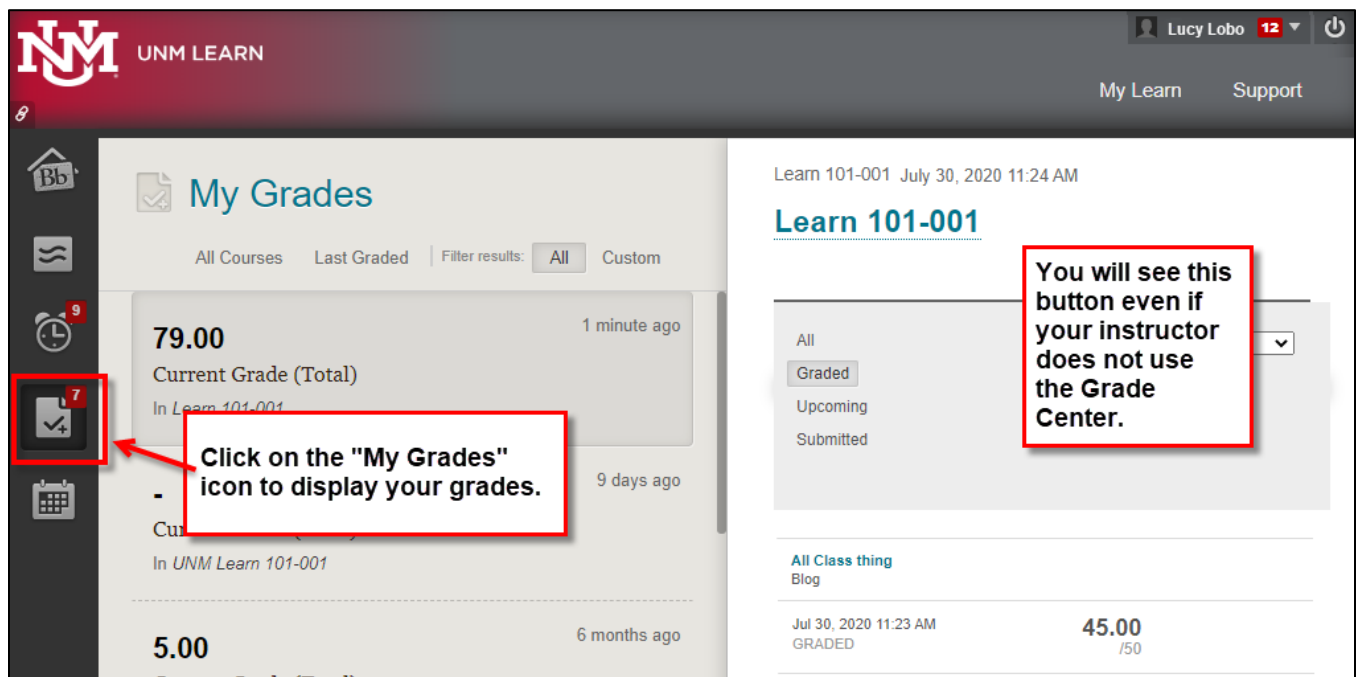 Lucy Lobo 12
UNM UNM LEARN
My Learn Support
Bb
9
7
My Grades
All Courses Last Graded Filter results: All Custom
79.00 1 minute ago
Current Grade (Total)
In Learn 101-001
Click on the "My Grades"
icon to display your grades.
- 9 days ago
In UNM Learn 101-001
5.00 6 months ago
Learn 101-001 July 30, 2020 11:24 AM
Learn 101-001
You will see this
button even if
your instructor
does not use
the Grade
Center.
All
Graded
Upcoming
Submitted
All Class thing
Blog
Jul 30, 2020 11:23 AM 45.00
GRADED /50